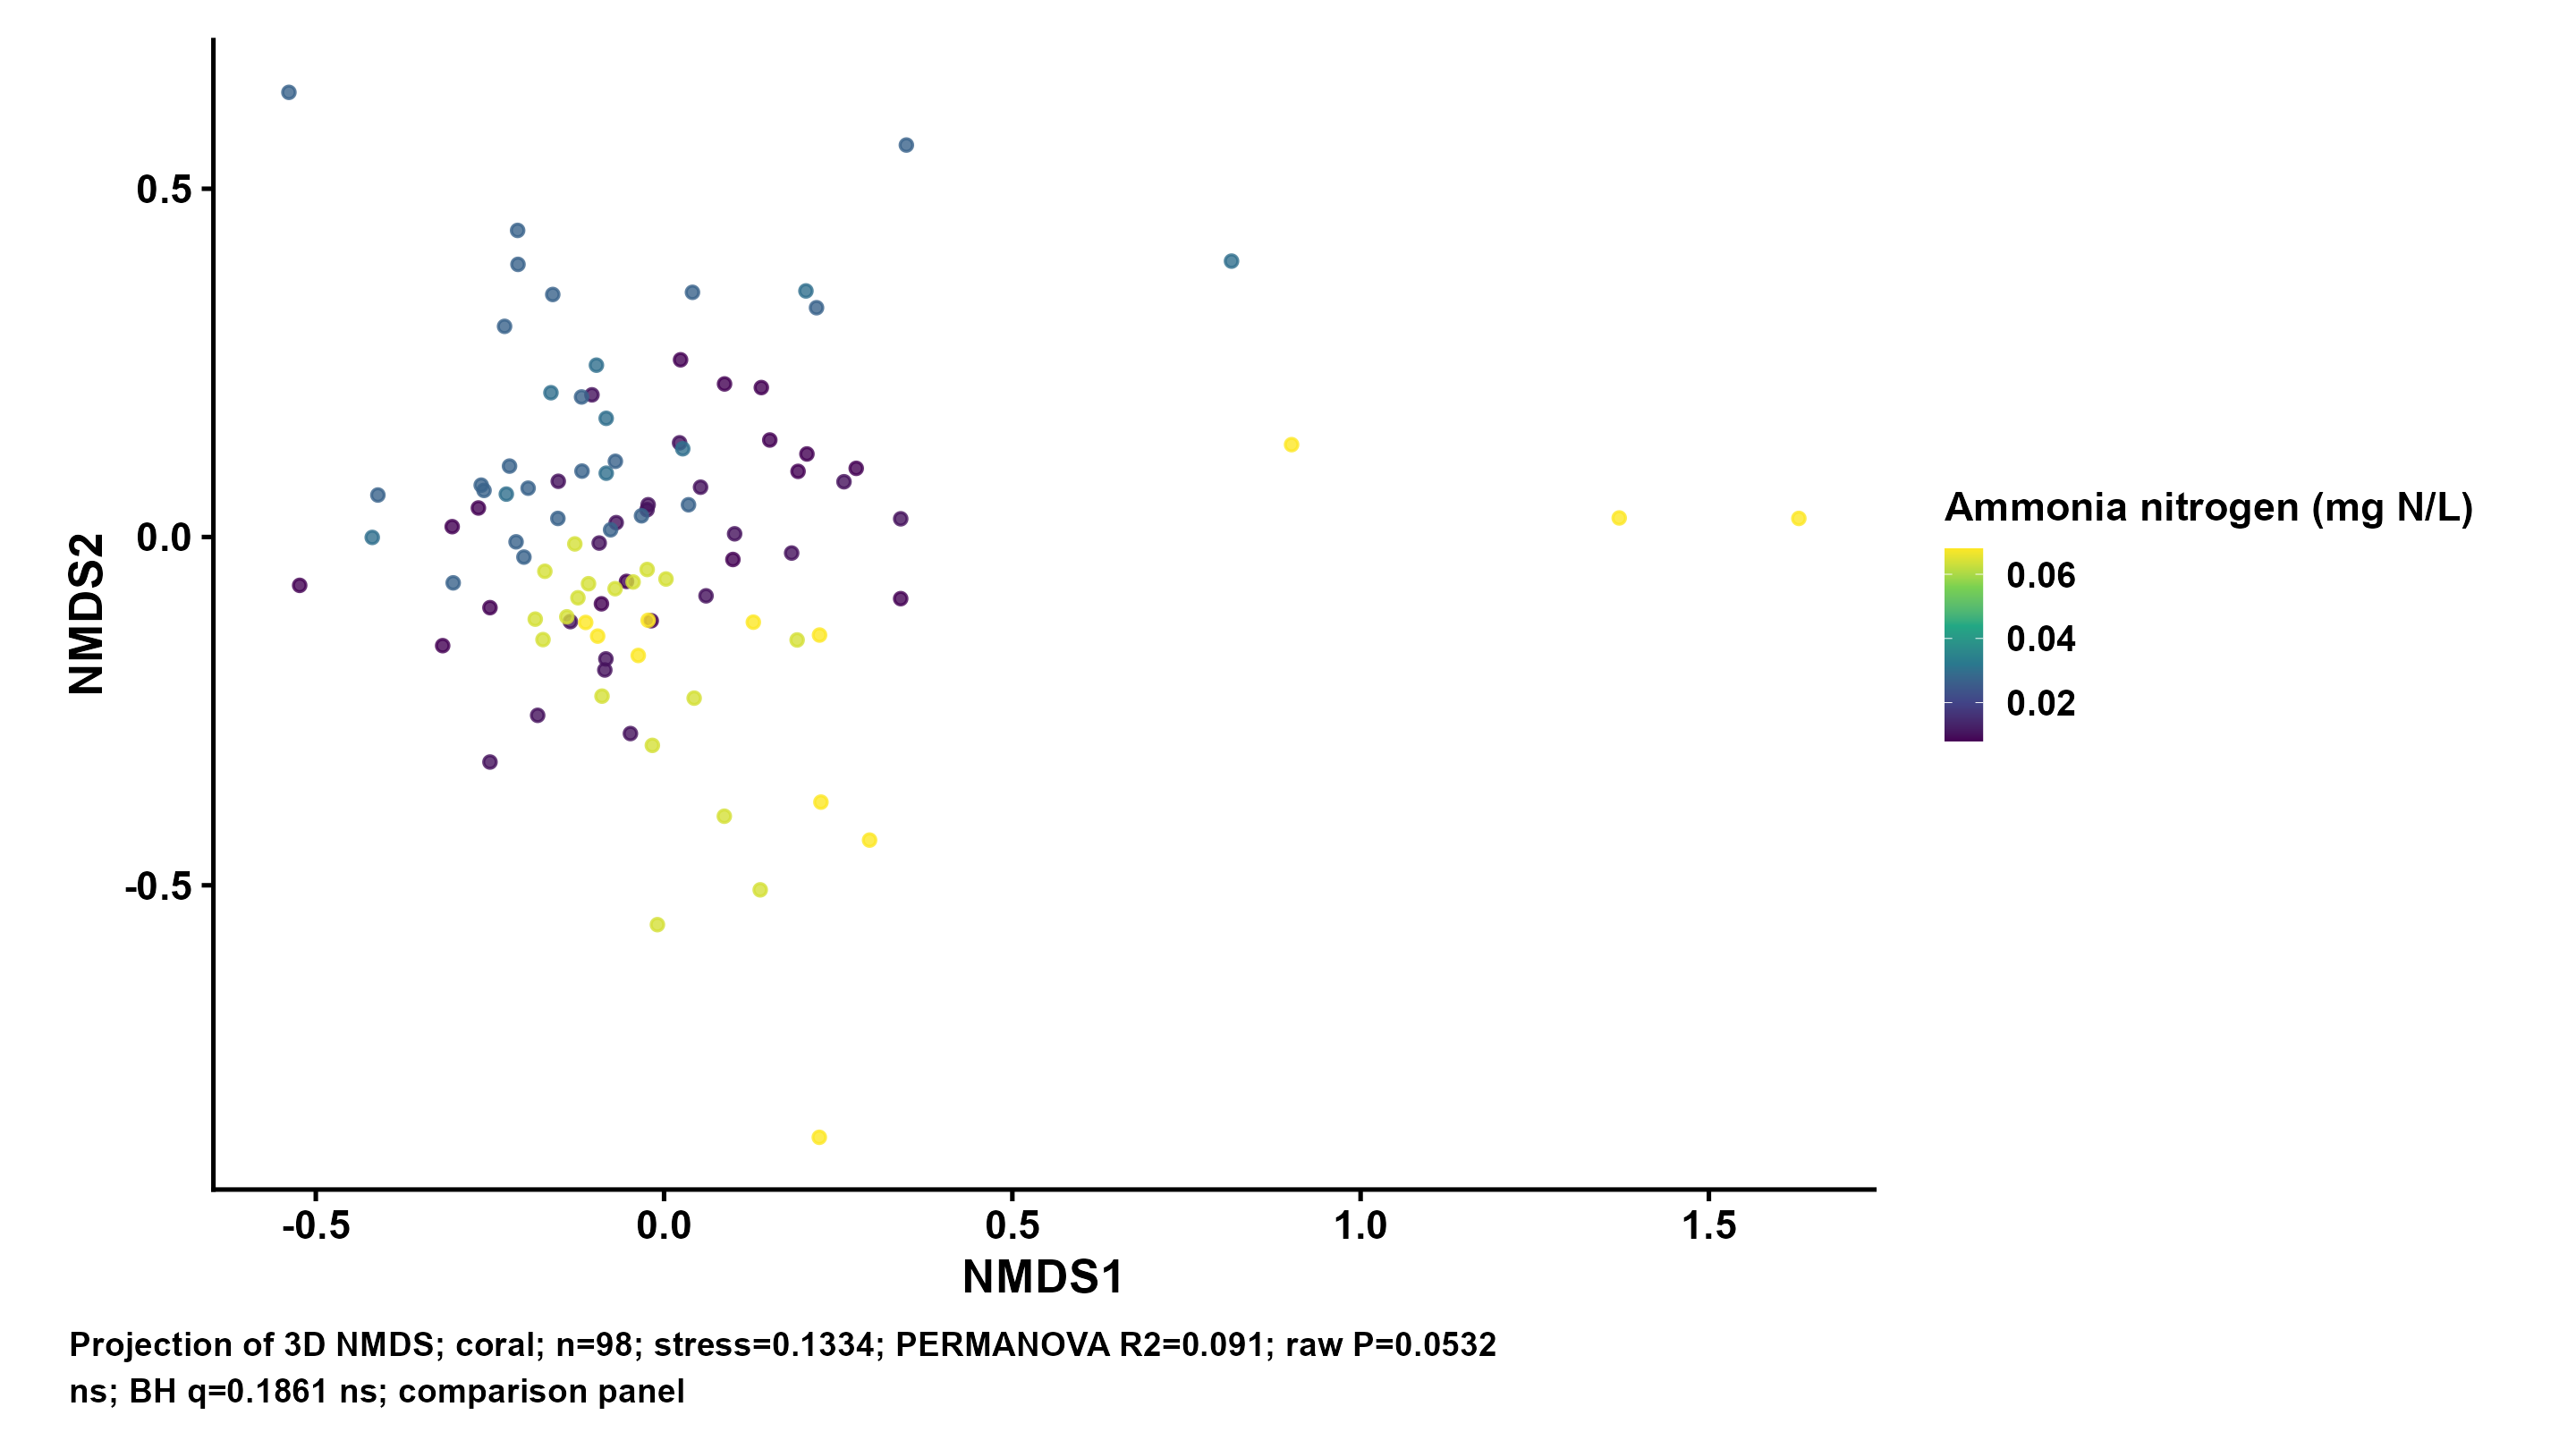 0.5
0.0
-0.5
NMDS2
-0.5 0.0 0.5 1.0 1.5
NMDS1
Ammonia nitrogen (mg N/L)
0.06
0.04
0.02
Projection of 3D NMDS; coral; n=98; stress=0.1334; PERMANOVA R2=0.091; raw P=0.0532
ns; BH q=0.1861 ns; comparison panel